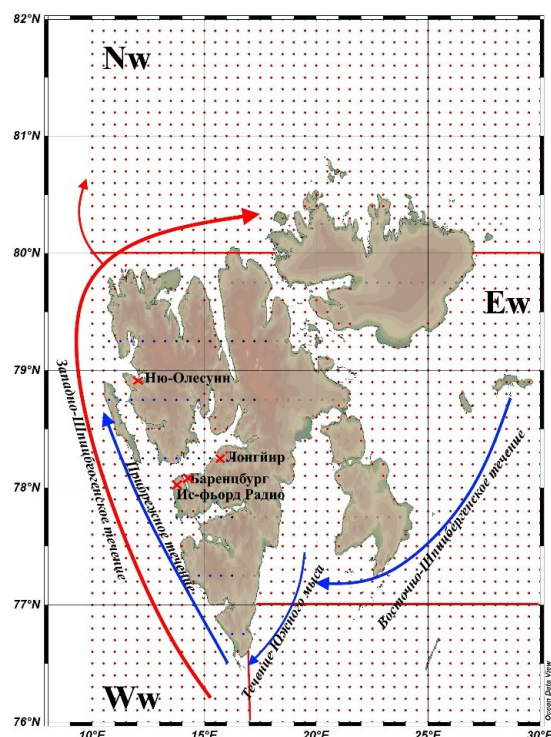 82°N
Nw
81°N
80°N
Ew
79°N
Ню-Олесунн
Лонгйир
Баренцбург
78°N
Ис-фьорд Радио
Западно-Шпицбергенское течение
Прибрежное течение
Восточно-Шпицбергенское течение
Течение Южного мыса
77°N
Ww
76°N
10°E
15°E
20°E
25°E
30°E
Ocean Data View